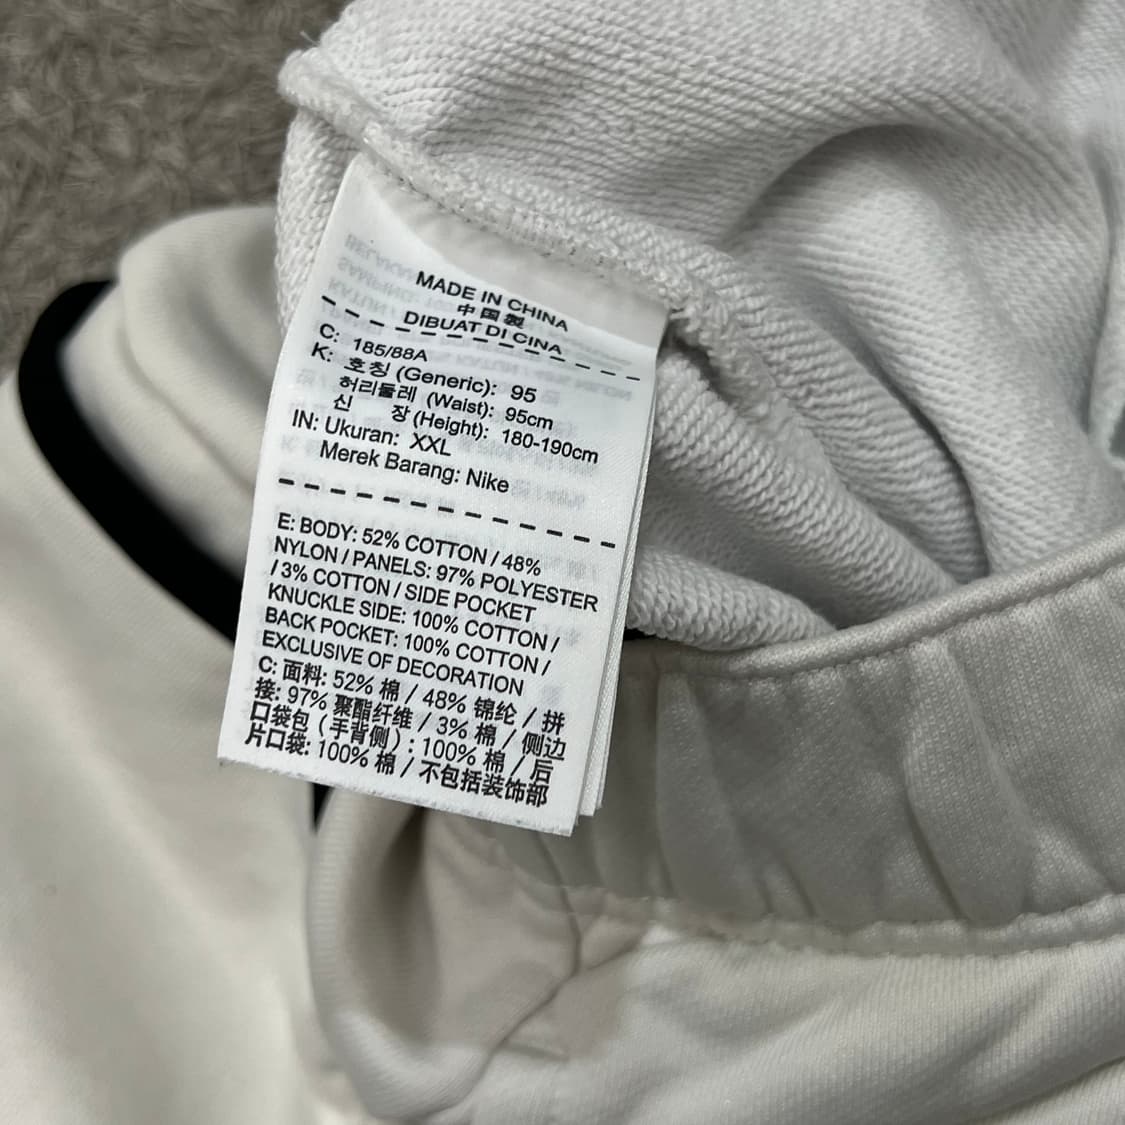 MADE IN CHINA
中国製
DIBUAT DI CINA
C: 185/88A
K: 호칭 (Generic): 95
허리둘레 (Waist): 95cm
신 장 (Height): 180-190cm
IN: Ukuran: XXL
Merek Barang: Nike
E: BODY: 52% COTTON / 48%
NYLON / PANELS: 97% POLYESTER
/ 3% COTTON / SIDE POCKET
KNUCKLE SIDE: 100% COTTON /
BACK POCKET: 100% COTTON /
EXCLUSIVE OF DECORATION
C: 面料: 52% 棉 / 48% 锦纶 / 拼
接: 97% 聚酯纤维 / 3% 棉 / 侧边
口袋包（手背侧）: 100% 棉 / 后
片口袋: 100% 棉 / 不包括装饰部